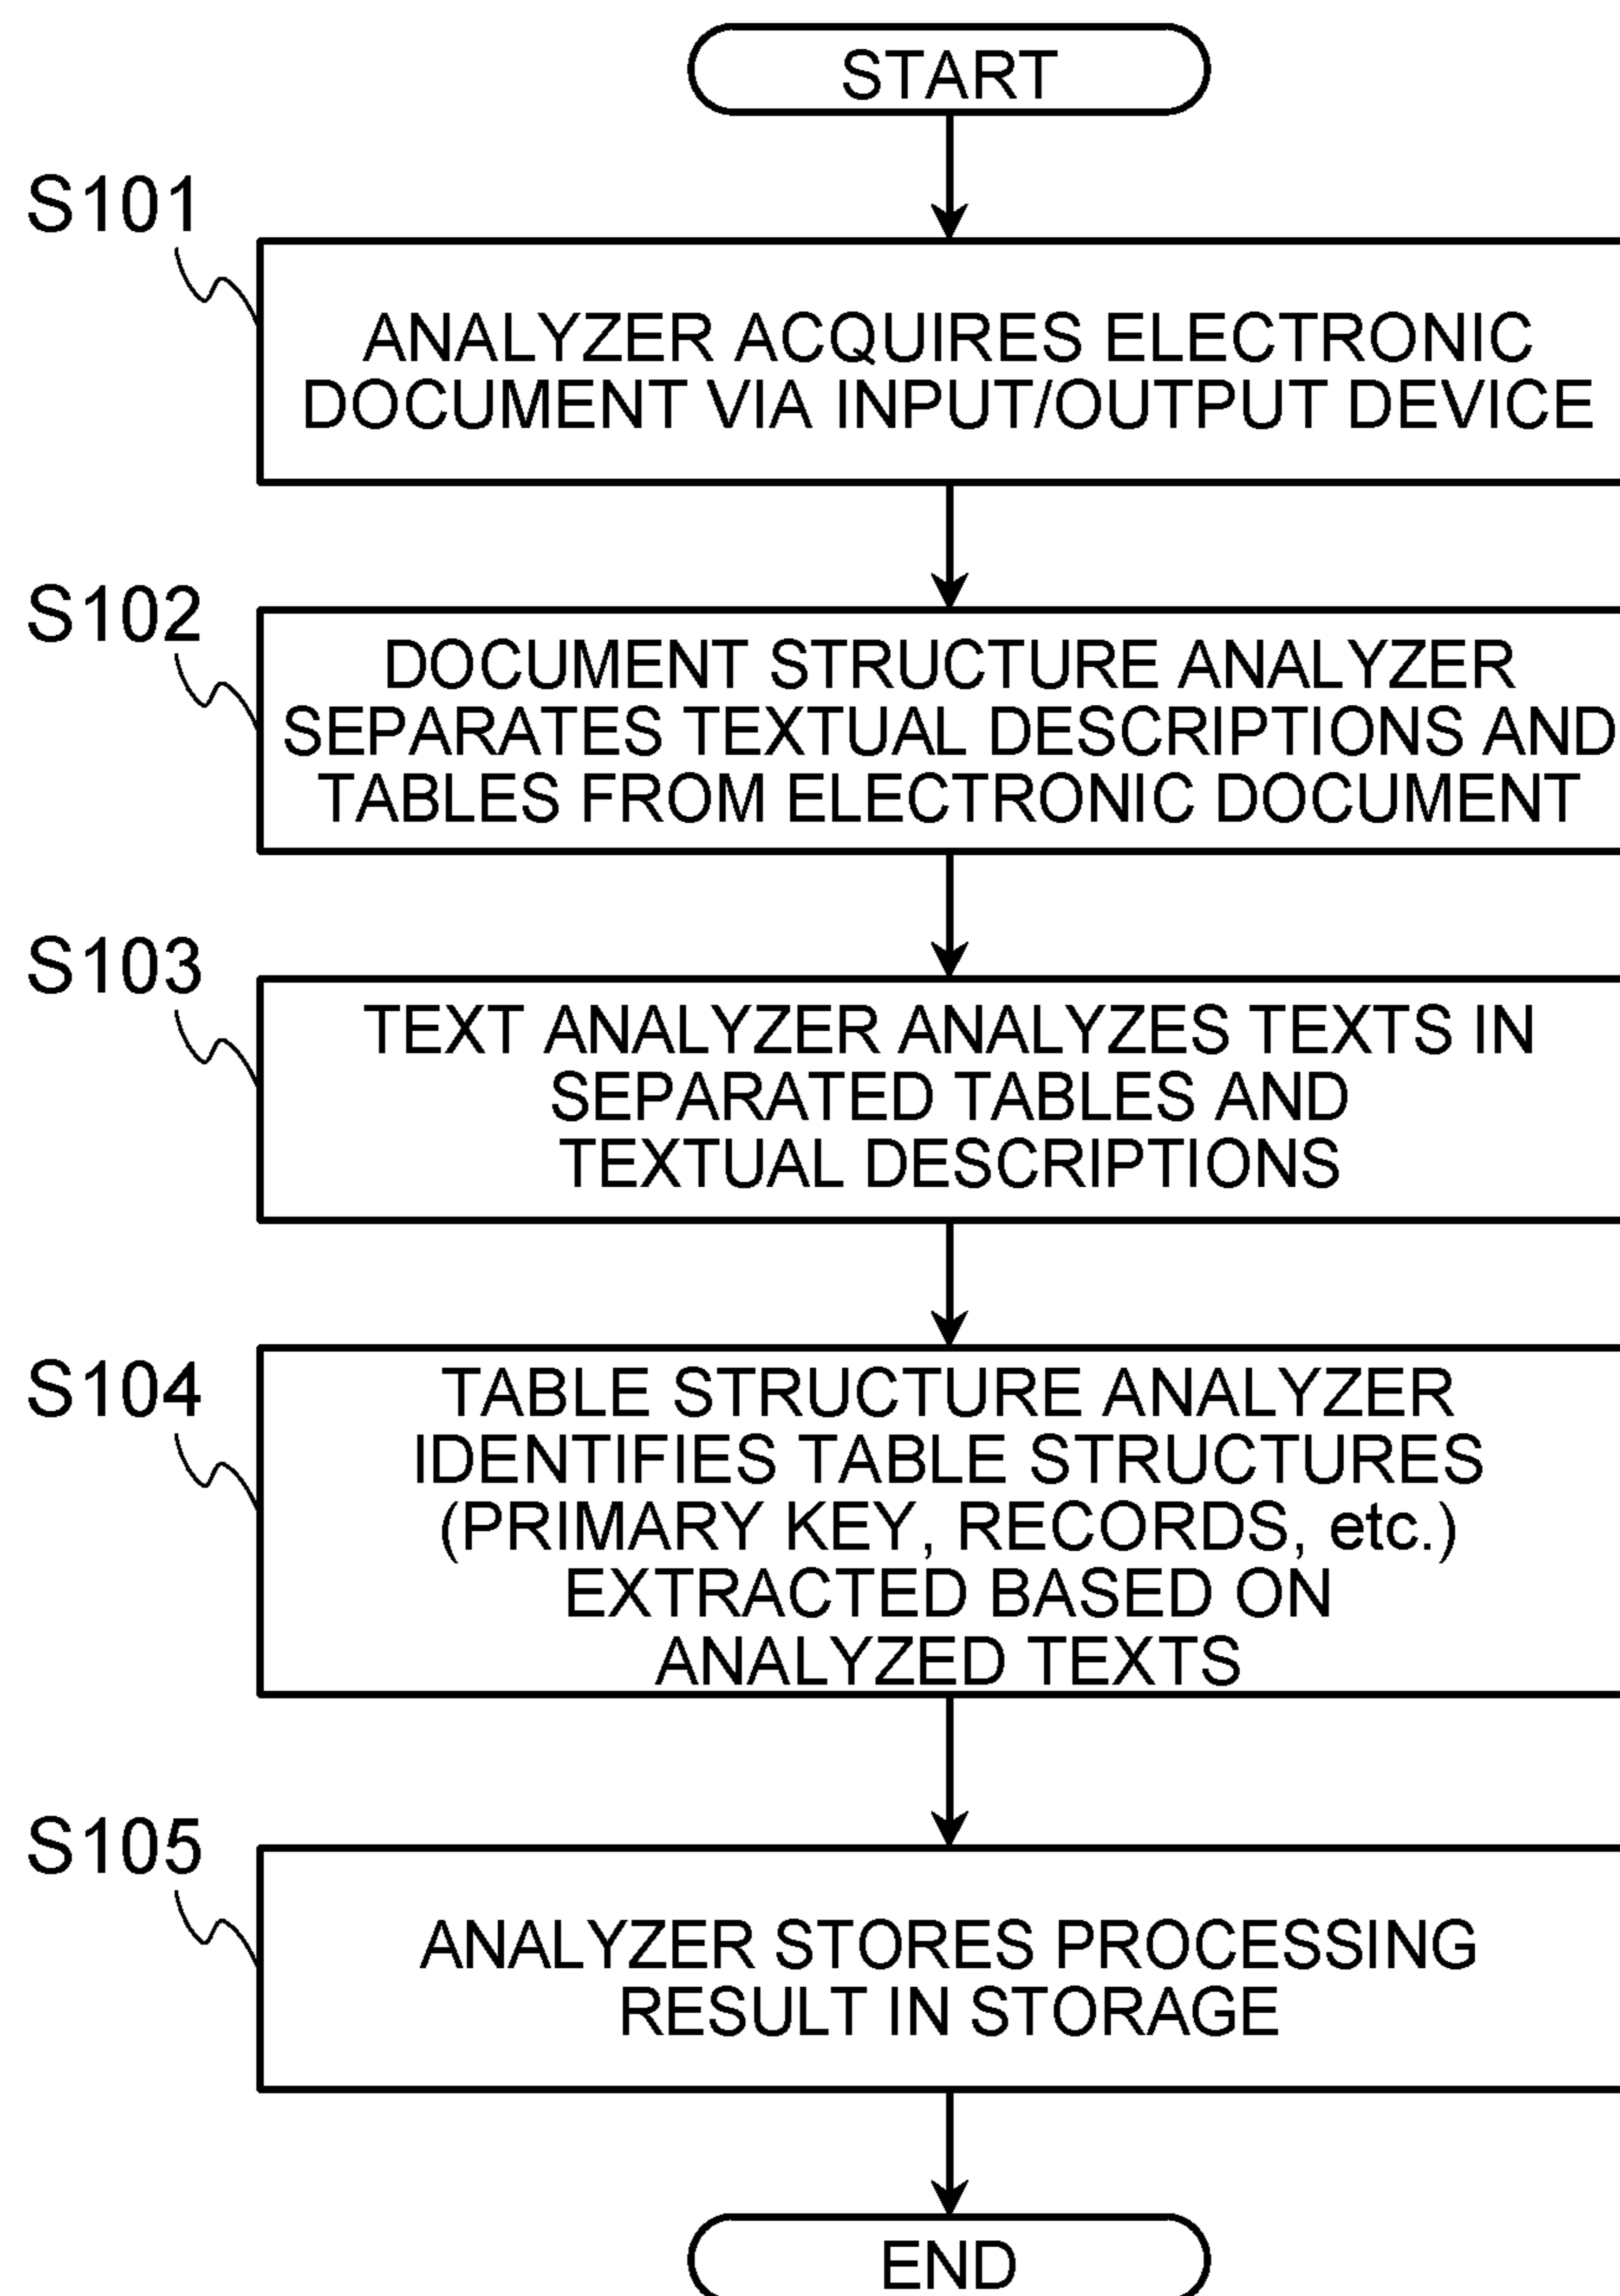 START
S101
ANALYZER ACQUIRES ELECTRONIC
DOCUMENT VIA INPUT/OUTPUT DEVICE
S102
DOCUMENT STRUCTURE ANALYZER
SEPARATES TEXTUAL DESCRIPTIONS AND
TABLES FROM ELECTRONIC DOCUMENT
S103
TEXT ANALYZER ANALYZES TEXTS IN
SEPARATED TABLES AND
TEXTUAL DESCRIPTIONS
S104
TABLE STRUCTURE ANALYZER
IDENTIFIES TABLE STRUCTURES
(PRIMARY KEY, RECORDS, etc.)
EXTRACTED BASED ON
ANALYZED TEXTS
S105
ANALYZER STORES PROCESSING
RESULT IN STORAGE
END